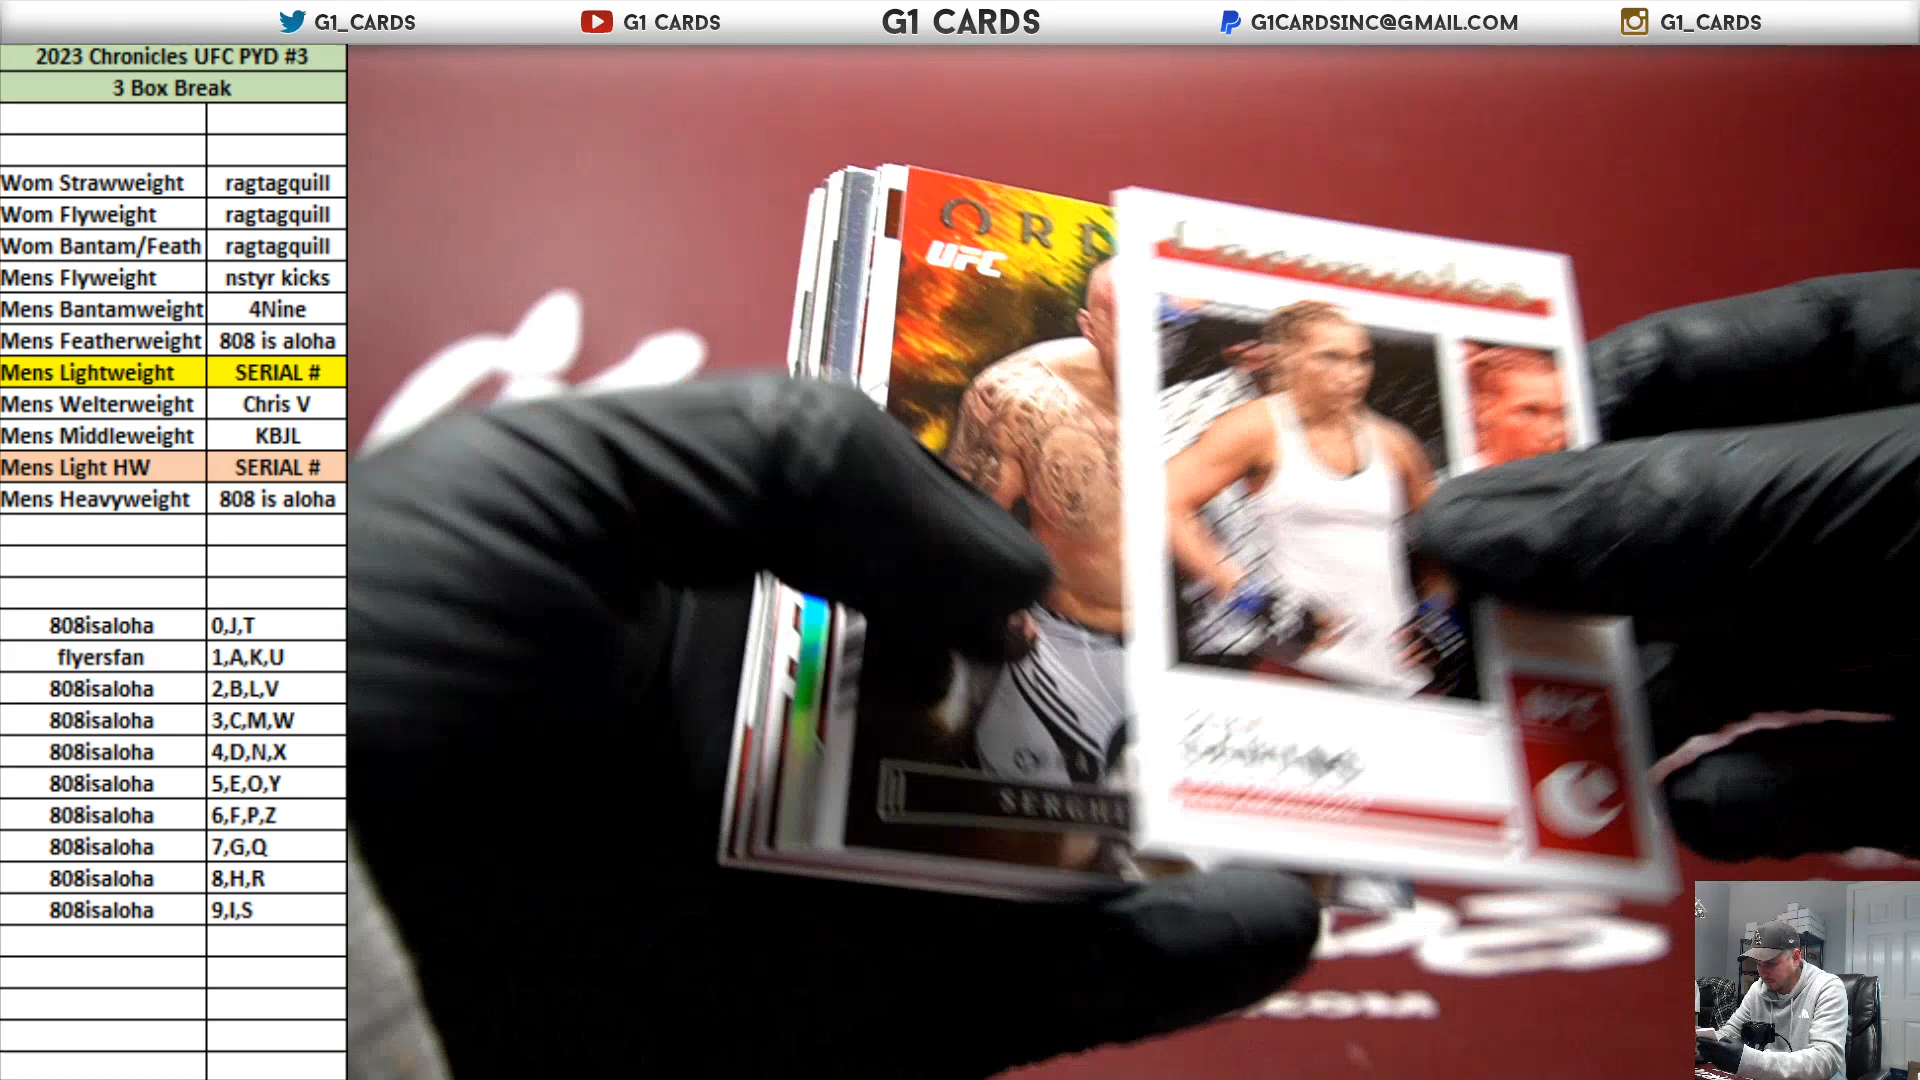 G1_CARDS
G1 CARDS
G1 CARDS
G1CARDSINC@GMAIL.COM
G1_CARDS
2023 Chronicles UFC PYD #3
3 Box Break
Wom Strawweight ragtagquill
Wom Flyweight ragtagquill
Wom Bantam/Feath ragtagquill
Mens Flyweight nstyr kicks
Mens Bantamweight 4Nine
Mens Featherweight 808 is aloha
Mens Lightweight SERIAL #
Mens Welterweight Chris V
Mens Middleweight KBJL
Mens Light HW SERIAL #
Mens Heavyweight 808 is aloha
808isaloha 0,J,T
flyersfan 1,A,K,U
808isaloha 2,B,L,V
808isaloha 3,C,M,W
808isaloha 4,D,N,X
808isaloha 5,E,O,Y
808isaloha 6,F,P,Z
808isaloha 7,G,Q
808isaloha 8,H,R
808isaloha 9,I,S
UFC
Chronicles
UFC